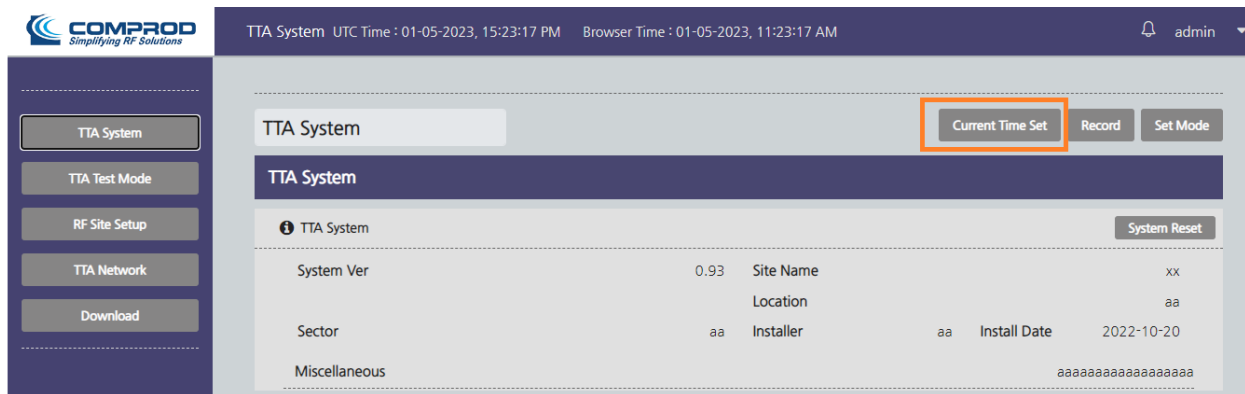 COMPROD
Simplifying RF Solutions
TTA System UTC Time : 01-05-2023, 15:23:17 PM Browser Time : 01-05-2023, 11:23:17 AM
admin
TTA System
TTA Test Mode
RF Site Setup
TTA Network
Download
TTA System
Current Time Set Record Set Mode
TTA System
TTA System
System Reset
System Ver 0.93 Site Name xx
Location aa
Sector aa Installer aa Install Date 2022-10-20
Miscellaneous aaaaaaaaaaaaaaaaaa